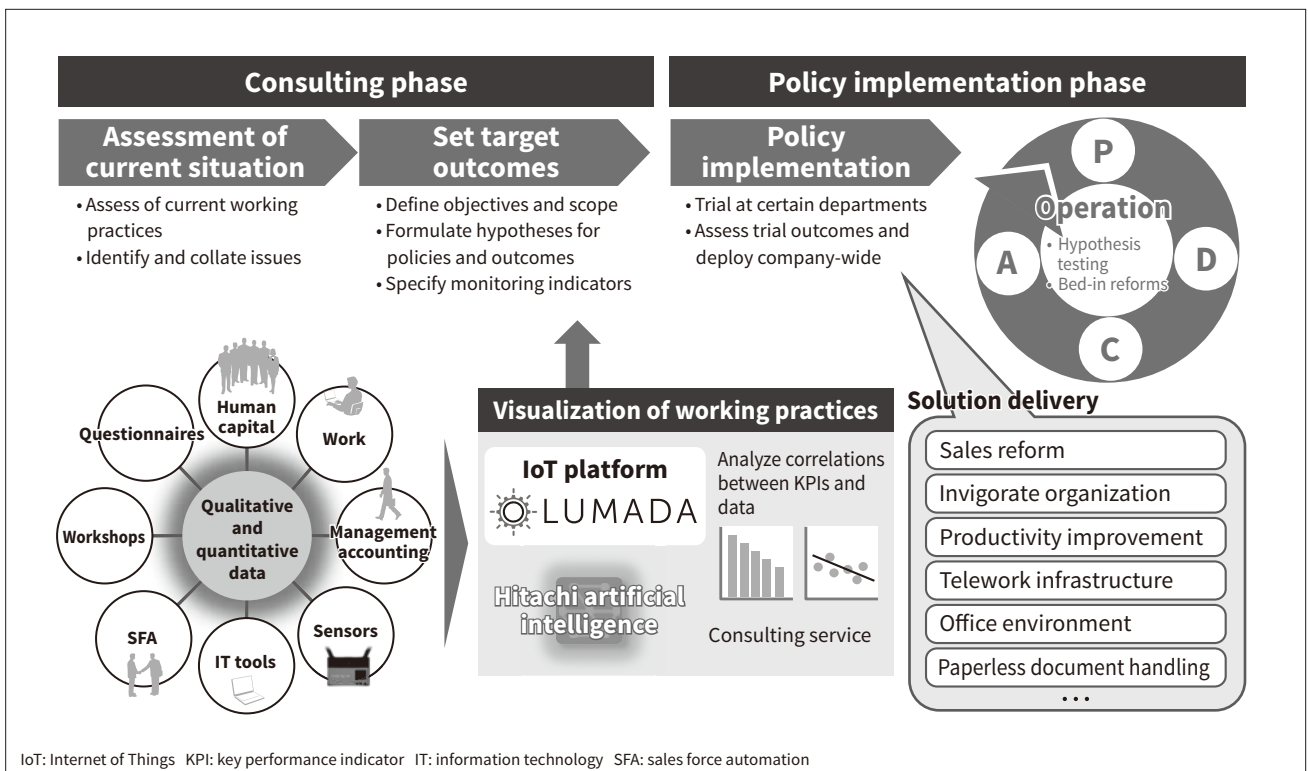 Consulting phase
Policy implementation phase
Assessment of
current situation
• Assess of current working
practices
• Identify and collate issues
Set target
outcomes
• Define objectives and scope
• Formulate hypotheses for
policies and outcomes
• Specify monitoring indicators
Policy
implementation
• Trial at certain departments
• Assess trial outcomes and
deploy company-wide
P
Operation
• Hypothesis
testing
• Bed-in reforms
A
D
C
Human
capital
Questionnaires
Work
Qualitative
and
quantitative
data
Workshops
Management
accounting
SFA
IT tools
Sensors
Visualization of working practices
IoT platform
LUMADA
Hitachi artificial
intelligence
Analyze correlations
between KPIs and
data
Consulting service
Solution delivery
Sales reform
Invigorate organization
Productivity improvement
Telework infrastructure
Office environment
Paperless document handling
...
IoT: Internet of Things KPI: key performance indicator IT: information technology SFA: sales force automation